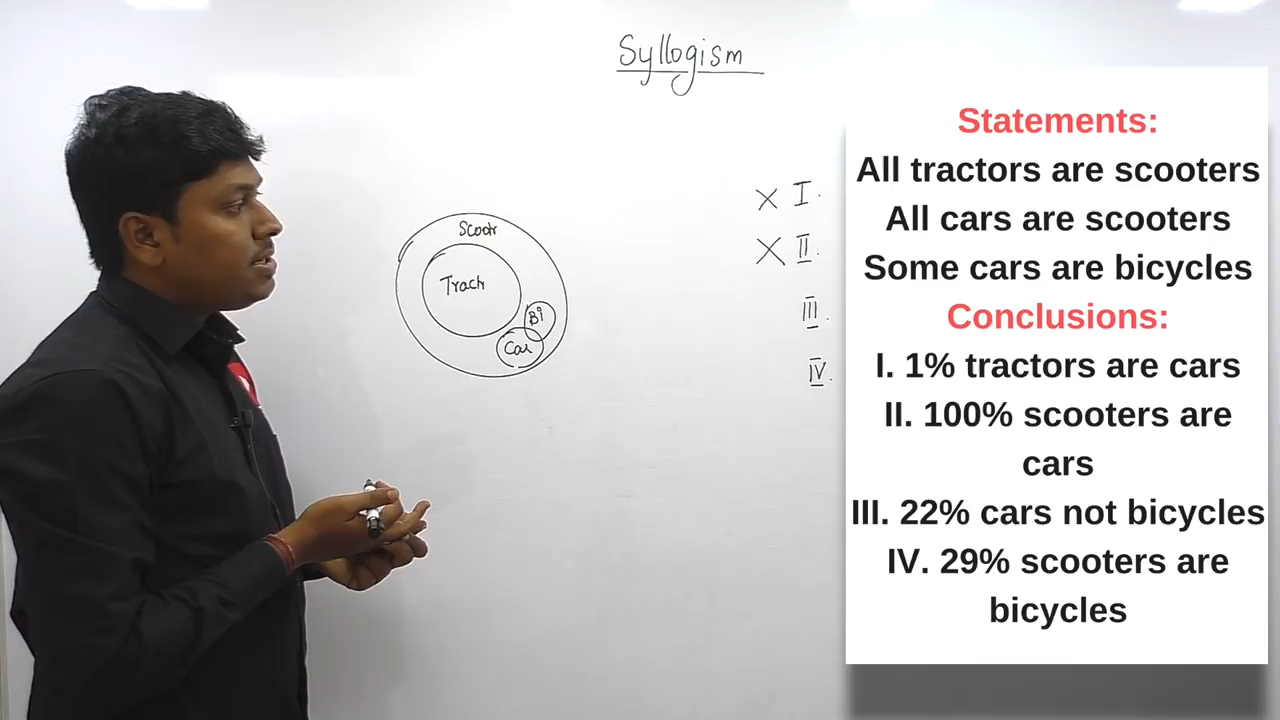 Syllogism
Scootr
Trach
Bi
Car
X I.
X II.
III.
IV.
Statements:
All tractors are scooters
All cars are scooters
Some cars are bicycles
Conclusions:
I. 1% tractors are cars
II. 100% scooters are
cars
III. 22% cars not bicycles
IV. 29% scooters are
bicycles